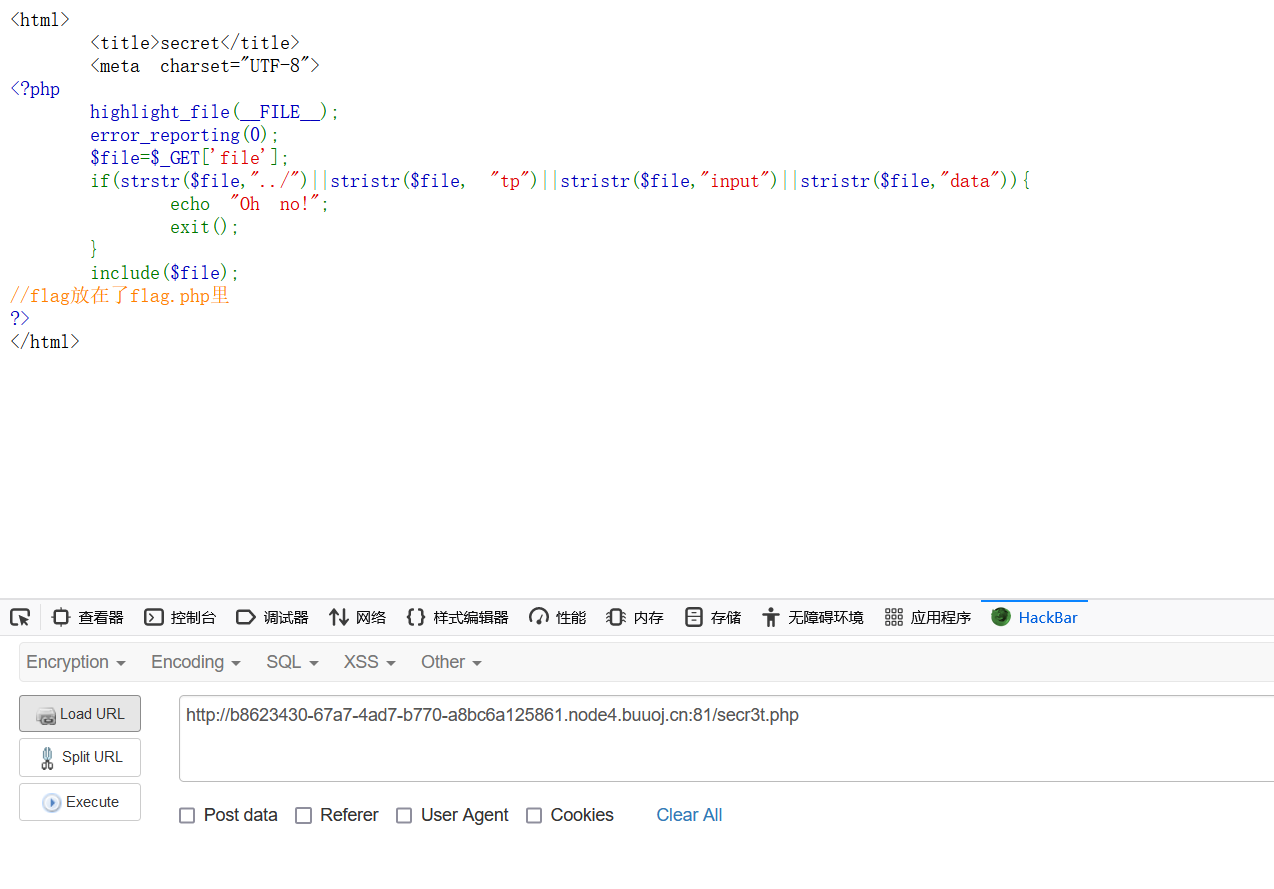 <html>
<title>secret</title>
<meta charset="UTF-8">
<?php
highlight_file(__FILE__);
error_reporting(0);
$file=$_GET['file'];
if(strstr($file,"../")||stristr($file, "tp")||stristr($file,"input")||stristr($file,"data")){
echo "Oh no!";
exit();
}
include($file);
//flag放在了flag.php里
?>
</html>
查看器 控制台 调试器 网络 样式编辑器 性能 内存 存储 无障碍环境 应用程序 HackBar
Encryption Encoding SQL XSS Other
Load URL http://b8623430-67a7-4ad7-b770-a8bc6a125861.node4.buuoj.cn:81/secr3t.php
Split URL
Execute
Post data Referer User Agent Cookies Clear All